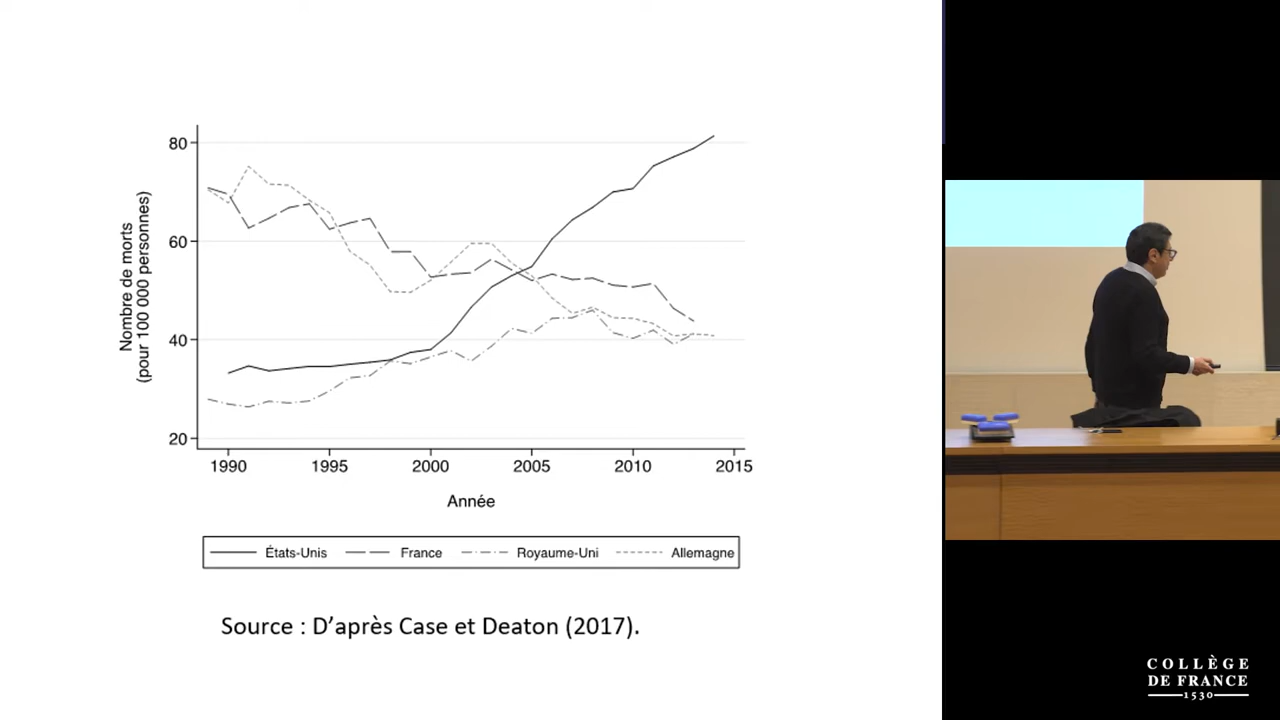 Nombre de morts
(pour 100 000 personnes)
80
60
40
20
1990 1995 2000 2005 2010 2015
Année
États-Unis France Royaume-Uni Allemagne
Source : D’après Case et Deaton (2017).
COLLÈGE
DE FRANCE
1530